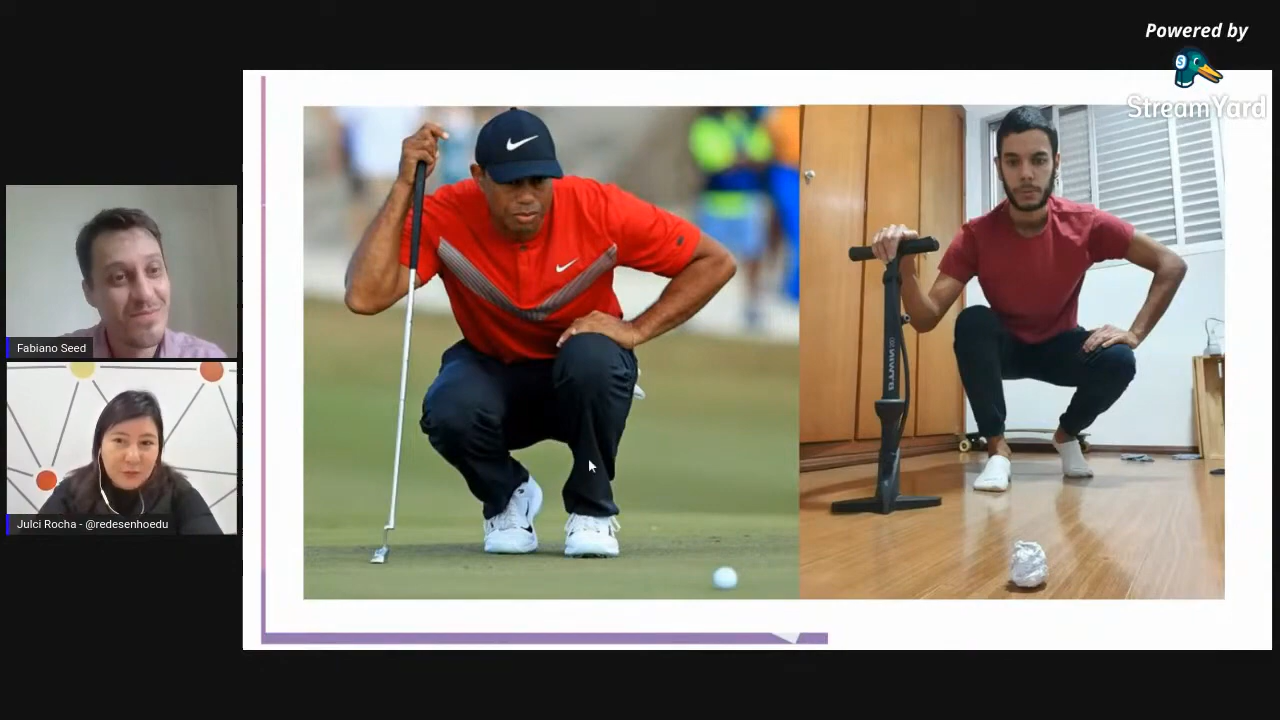 Powered by
StreamYard
Fabiano Seed
Julci Rocha - @redesenhoedu